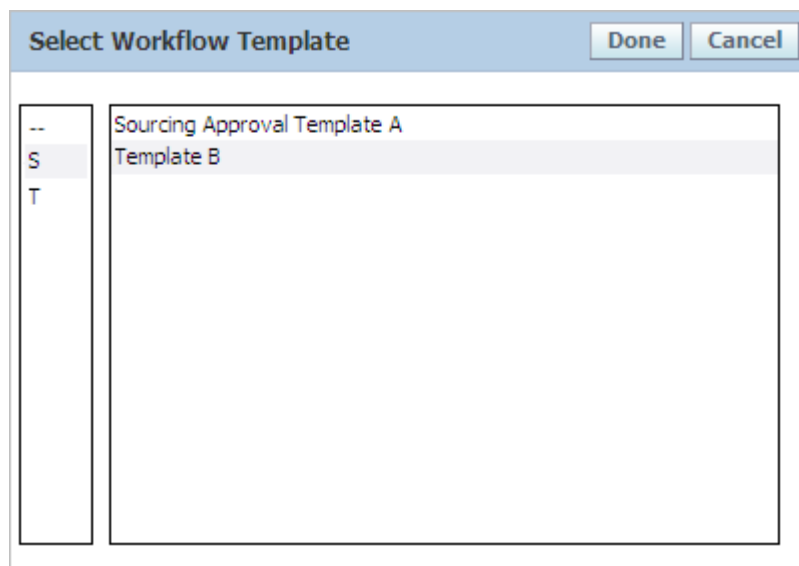 Select Workflow Template
Done
Cancel
--
S
T
Sourcing Approval Template A
Template B